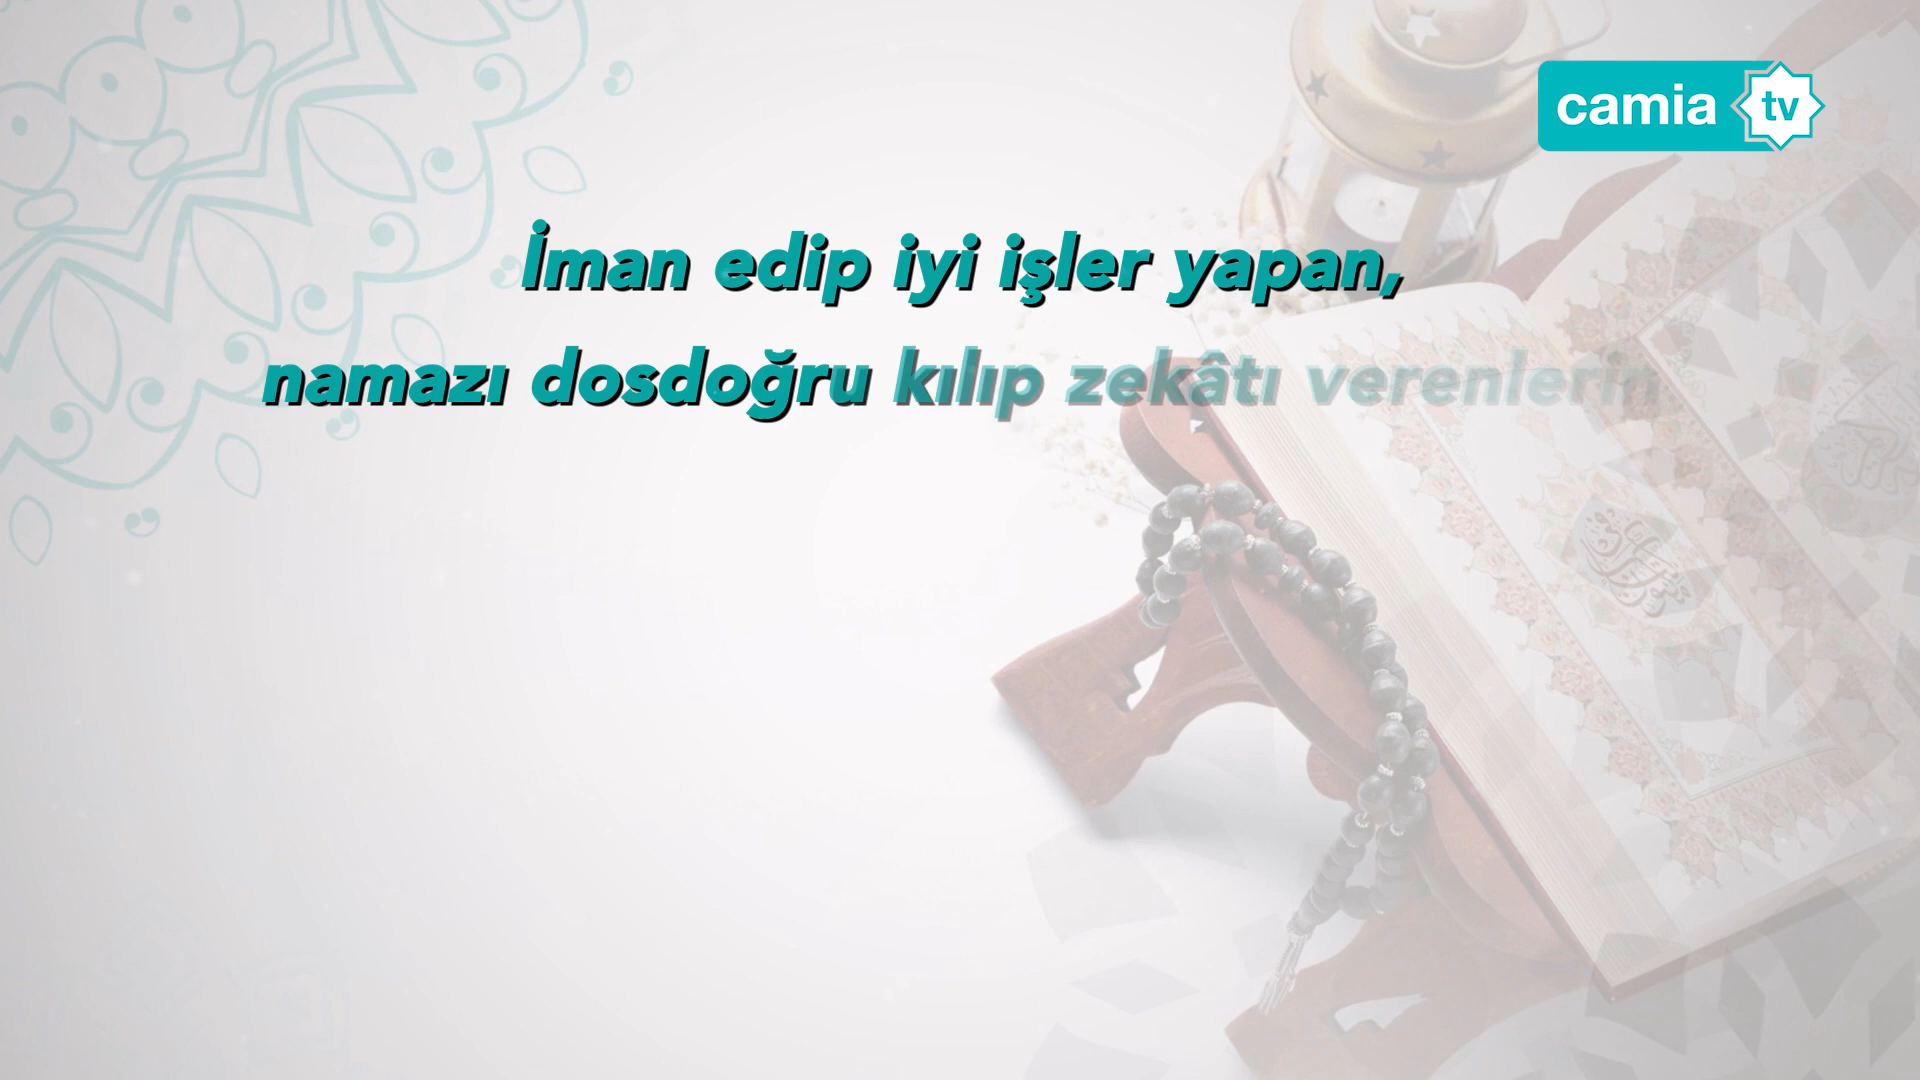 camia tv
İman edip iyi işler yapan,
namazı dosdoğru kılıp zekâtı verenlerin